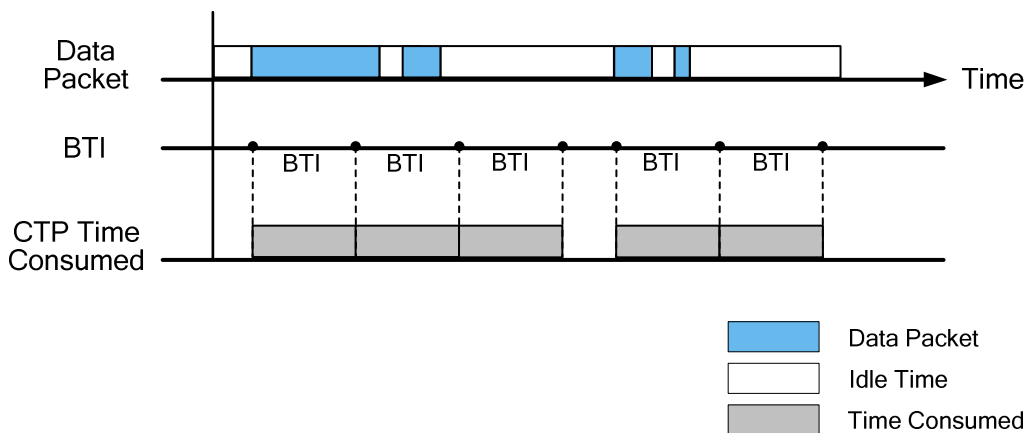 Data
Packet
Time
BTI
BTI
BTI
BTI
BTI
BTI
CTP Time
Consumed
Data Packet
Idle Time
Time Consumed